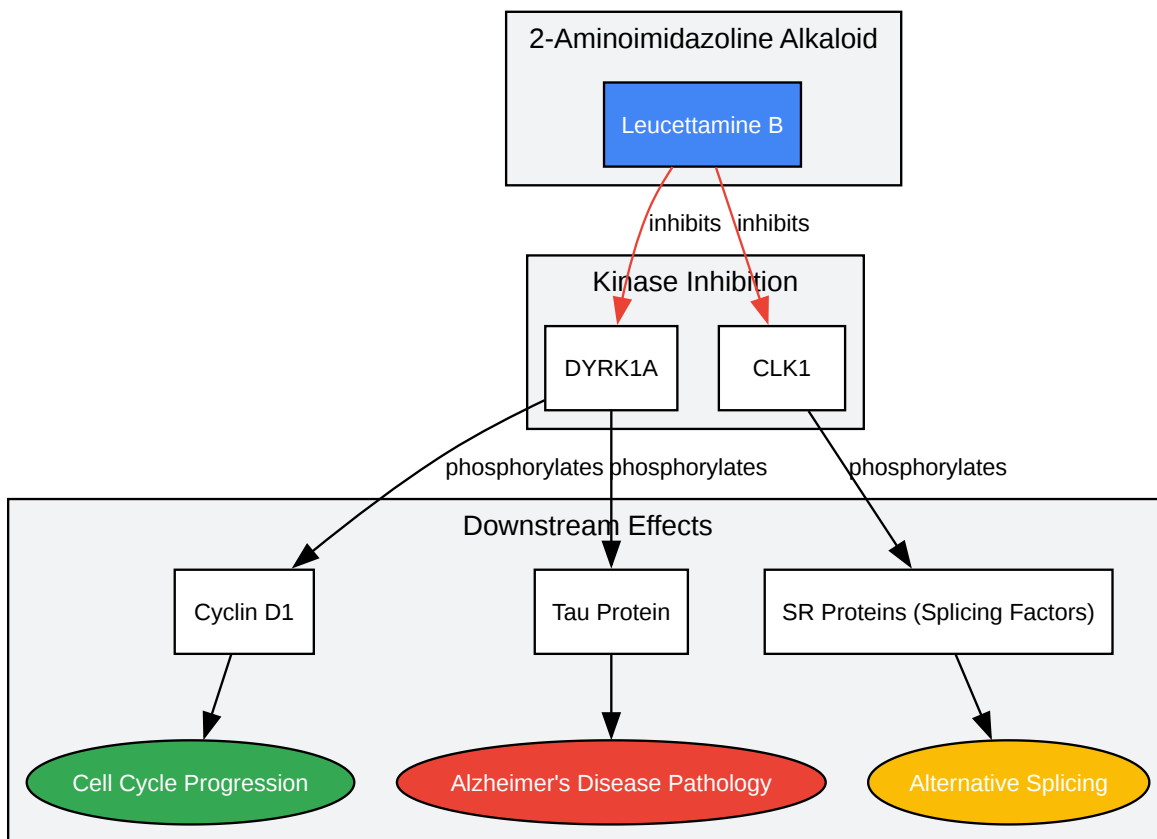 2-Aminoimidazoline Alkaloid
Leucettamine B
inhibits inhibits
Kinase Inhibition
DYRK1A CLK1
phosphorylates phosphorylates phosphorylates
Downstream Effects
Cyclin D1 Tau Protein SR Proteins (Splicing Factors)
Cell Cycle Progression Alzheimer's Disease Pathology Alternative Splicing